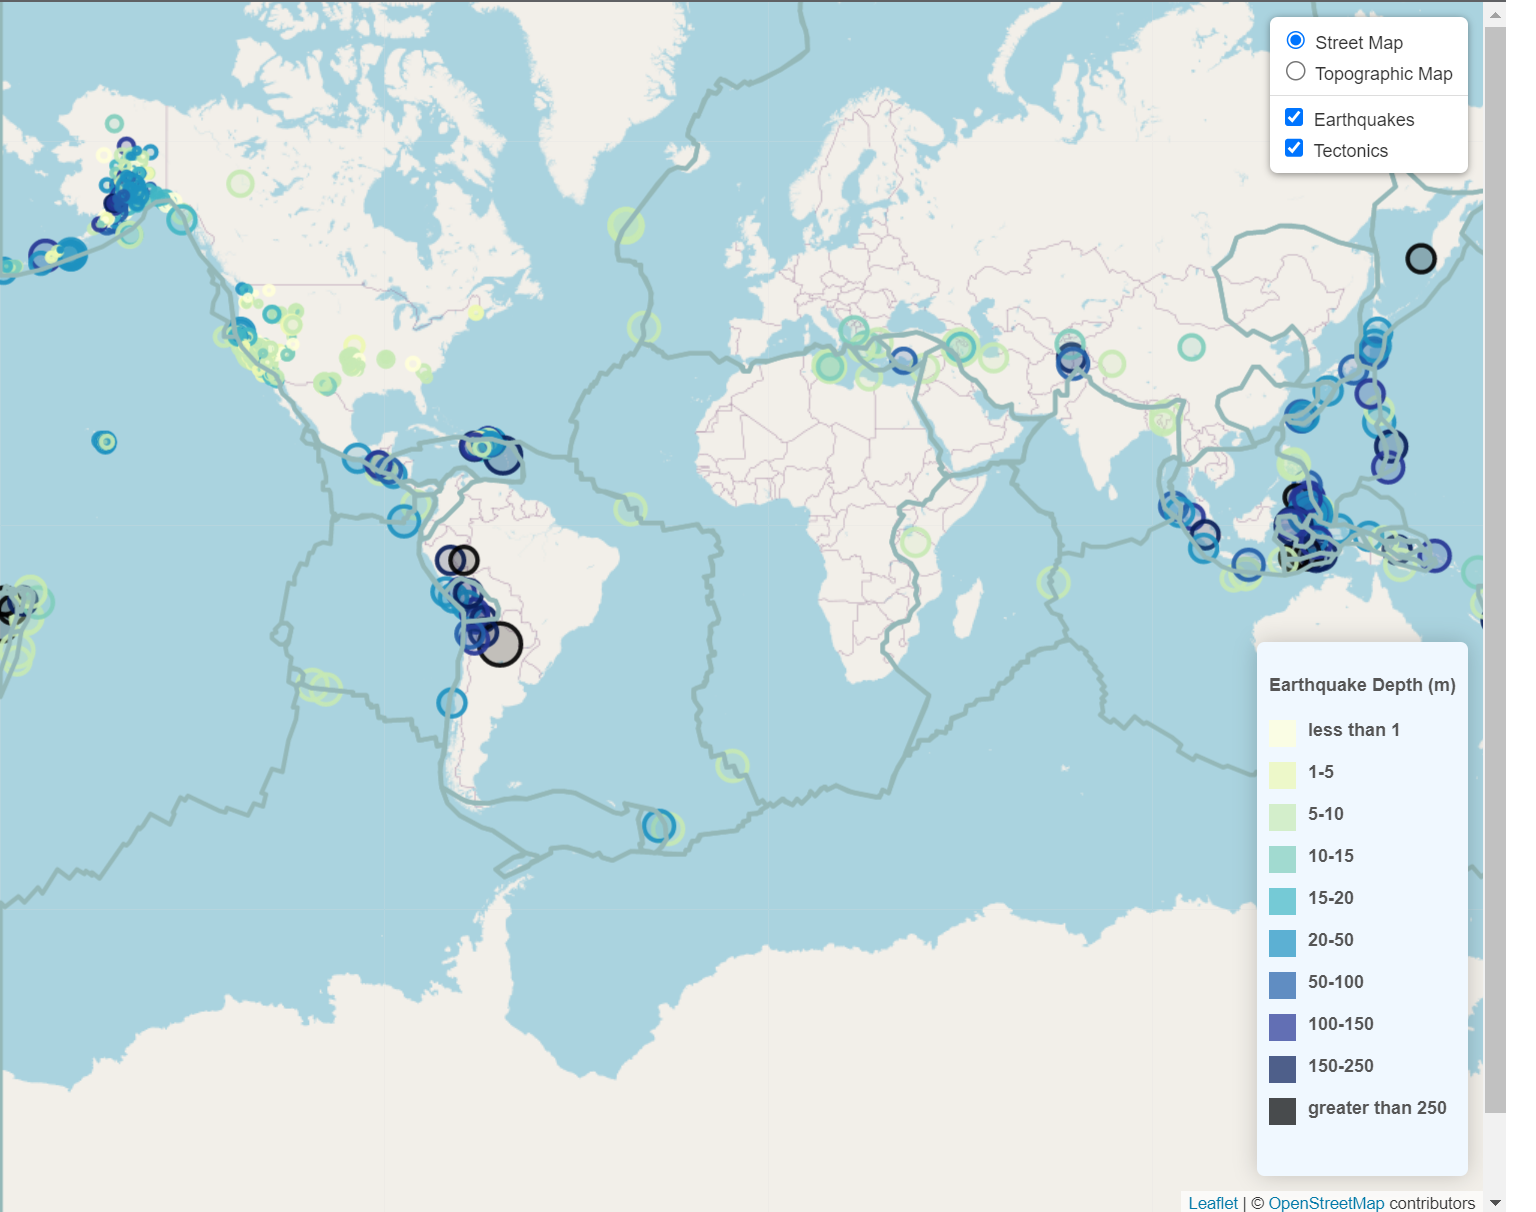 Street Map
Topographic Map
Earthquakes
Tectonics
Earthquake Depth (m)
less than 1
1-5
5-10
10-15
15-20
20-50
50-100
100-150
150-250
greater than 250
Leaflet | © OpenStreetMap contributors